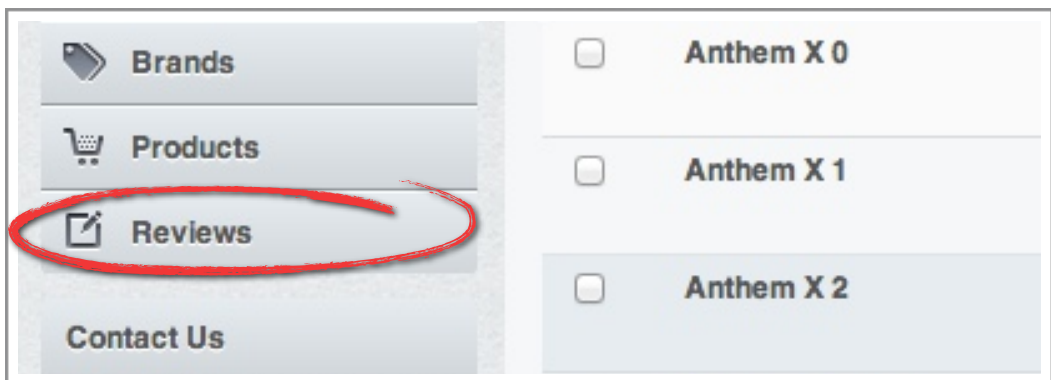 Brands
Products
Reviews
Contact Us
Anthem X 0
Anthem X 1
Anthem X 2